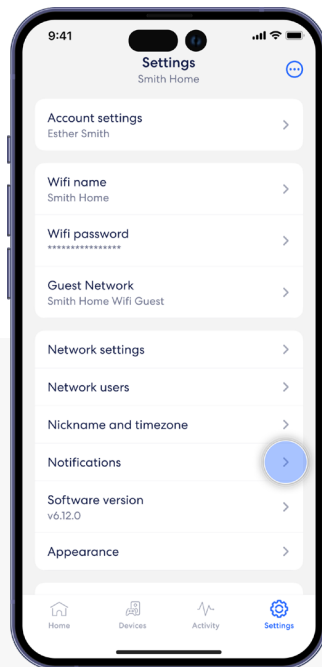 9:41
Settings
Smith Home
Account settings
Esther Smith
Wifi name
Smith Home
Wifi password
****************
Guest Network
Smith Home Wifi Guest
Network settings
Network users
Nickname and timezone
Notifications
Software version
v6.12.0
Appearance
Home Devices Activity Settings